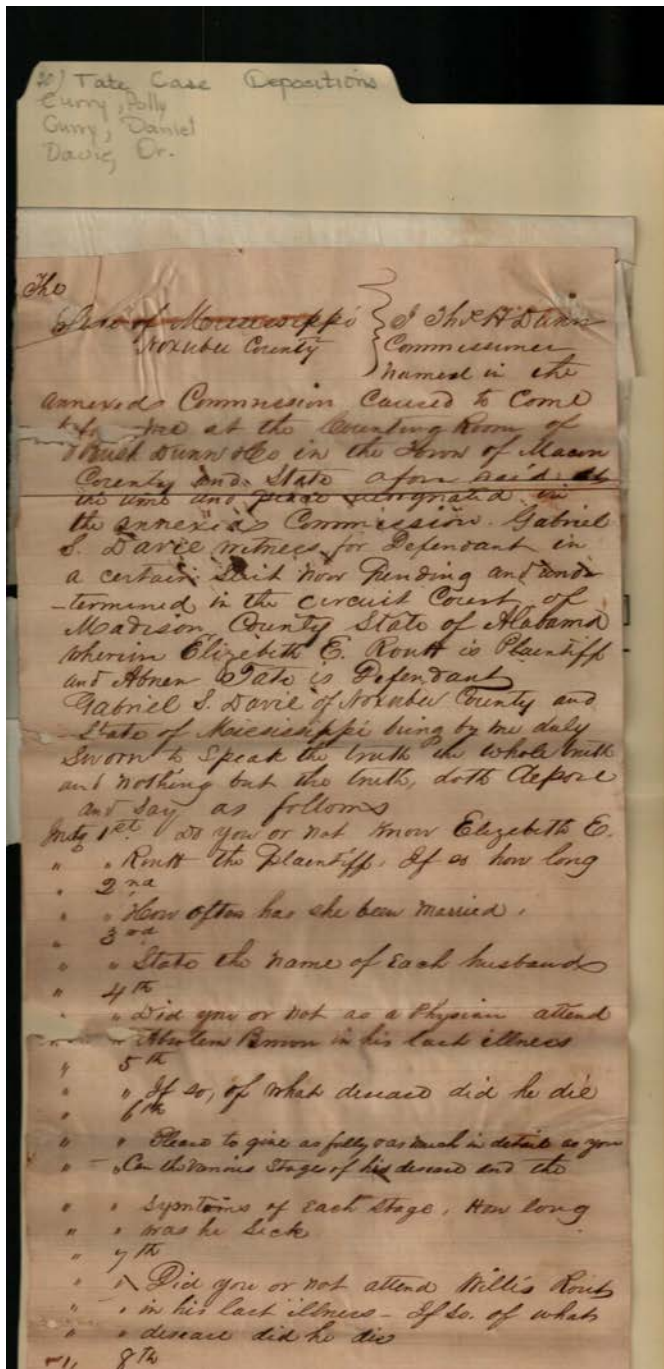 20) Tate Case Depositions
Curry, Polly
Curry, Daniel
Davie, Dr.
The
State of Mississippi
Noxubee County
I Thos H Dunn
Commissioner
named in the
annexed Commission Caused to come
me at the Counting Room of
Dunn & Co in the Town of Macon
County and State afore said at
the time and place designated in
the annexed Commission. Gabriel
S. Davie witness for Defendant in
a certain Suit now Pending and unde
-termined in the Circuit Court of
Madison County State of Alabama
wherein Elizabeth E. Routt is Plaintiff
and Abner Tate is Defendant
Gabriel S. Davie of Noxubee County and
State of Mississippi being by me duly
Sworn to Speak the truth the whole truth
and nothing but the truth, doth depose
and Say as follows
1st Do you or not know Elizabeth E.
" " Routt the Plaintiff. If so how long
" 2nd
" " How often has she been married.
" 3rd
" " State the name of Each husband
" 4th
" Did you or not as a Physician attend
" Absolem Brown in his last illness
" 5th
" " If so, of what disease did he die
" 6th
" " Please to give as fully & as much in detail as you
" " Can the various Stages of his disease and the
" " Symtoms of Each Stage. How long
" " was he Sick
" 7th
" " Did you or not attend Willis Routt
" " in his last illness - If So. of what
" " disease did he die
" 8th